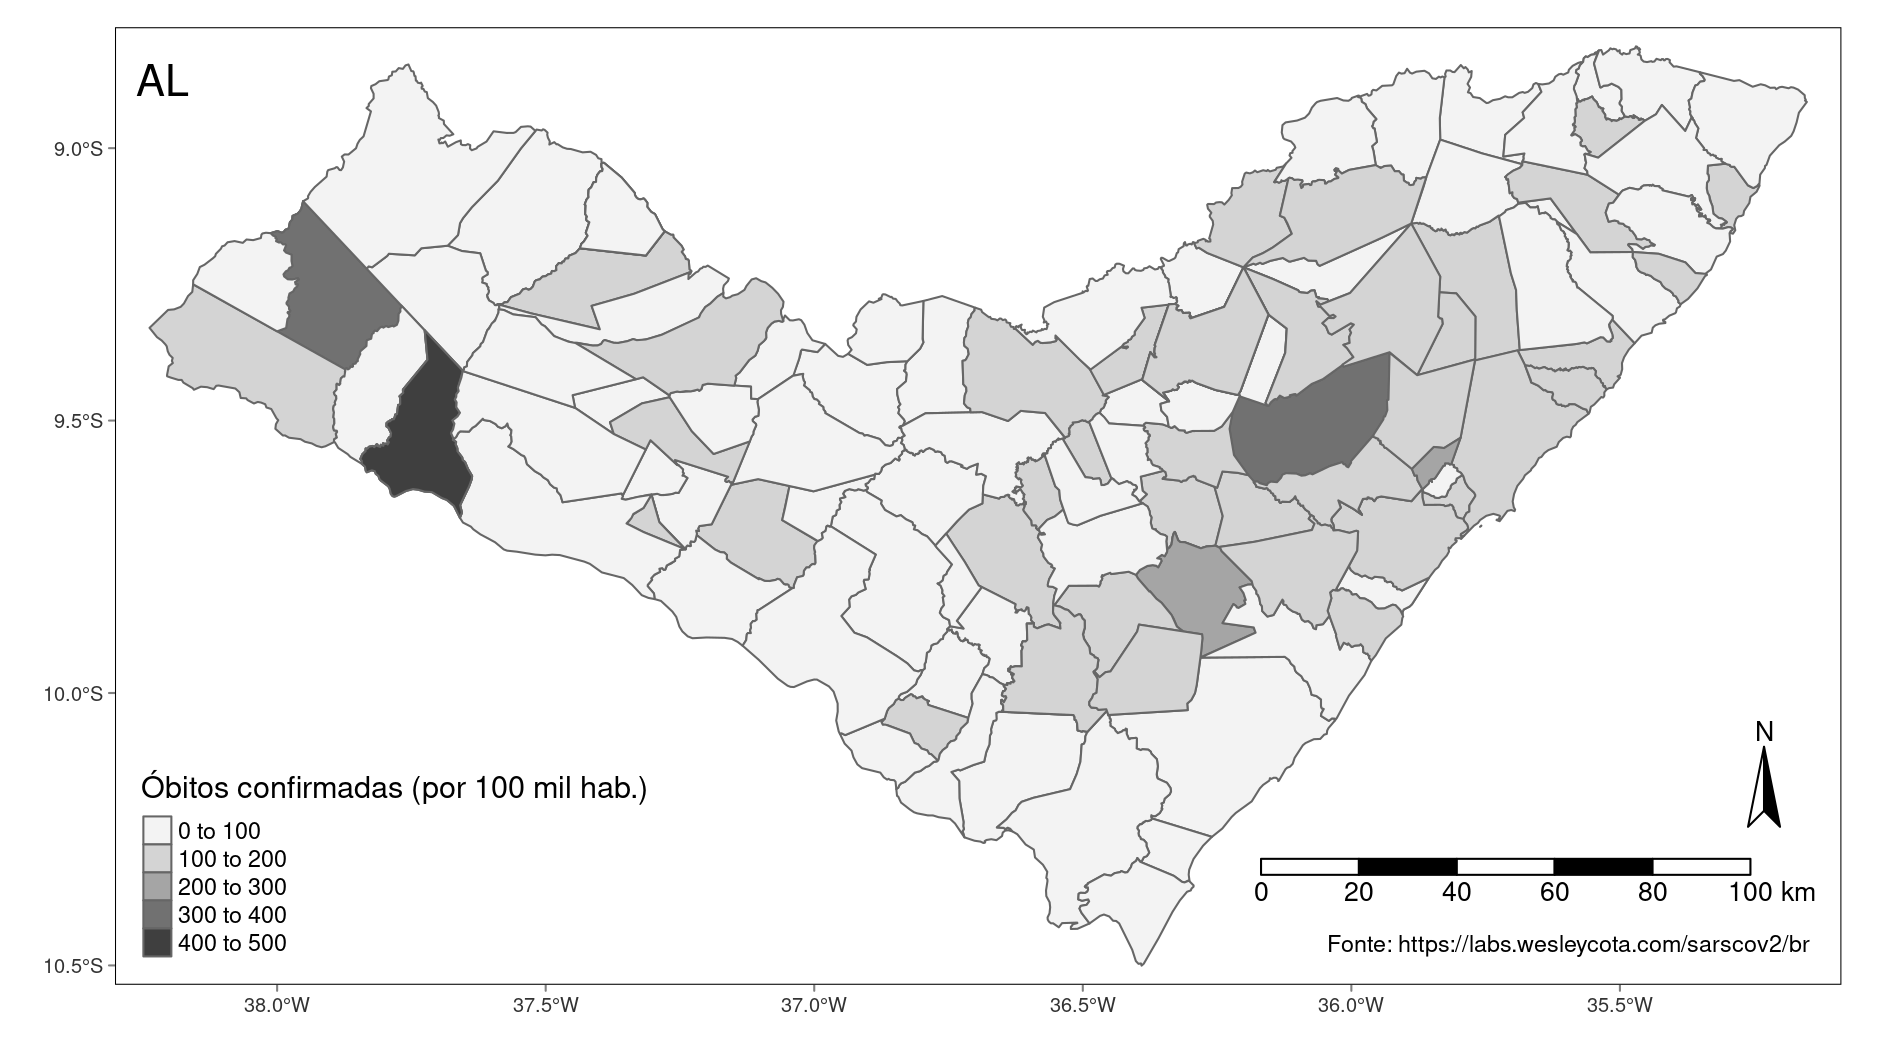 AL
9.0°S
9.5°S
10.0°S
10.5°S
Óbitos confirmadas (por 100 mil hab.)
0 to 100
100 to 200
200 to 300
300 to 400
400 to 500
N
0 20 40 60 80 100 km
Fonte: https://labs.wesleycota.com/sarscov2/br
38.0°W 37.5°W 37.0°W 36.5°W 36.0°W 35.5°W